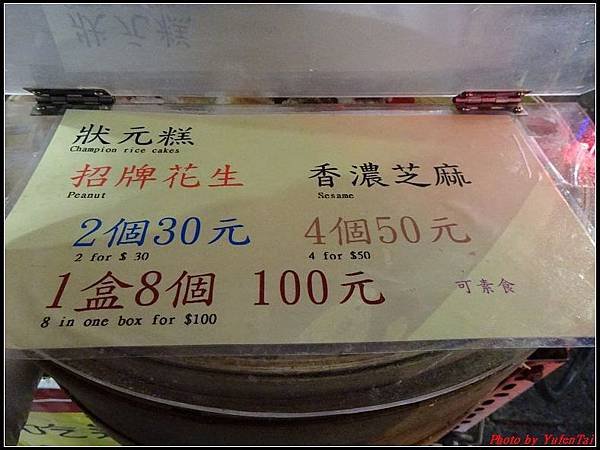 狀元糕
Champion rice cakes
招牌花生 香濃芝麻
Peanut Sesame
2個30元 4個50元
2 for $ 30 4 for $50
1盒8個 100元 可素食
8 in one box for $100
Photo by YufenTai